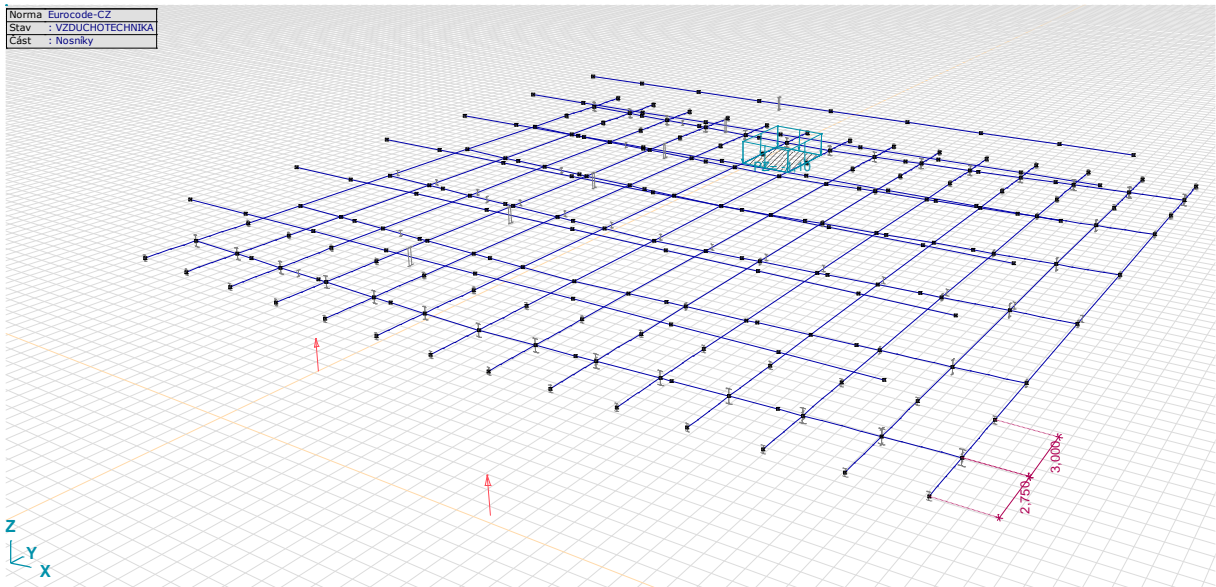 Norma Eurocode-CZ
Stav : VZDUCHOTECHNIKA
Část : Nosníky
3,000
2,750
Z
Y
X